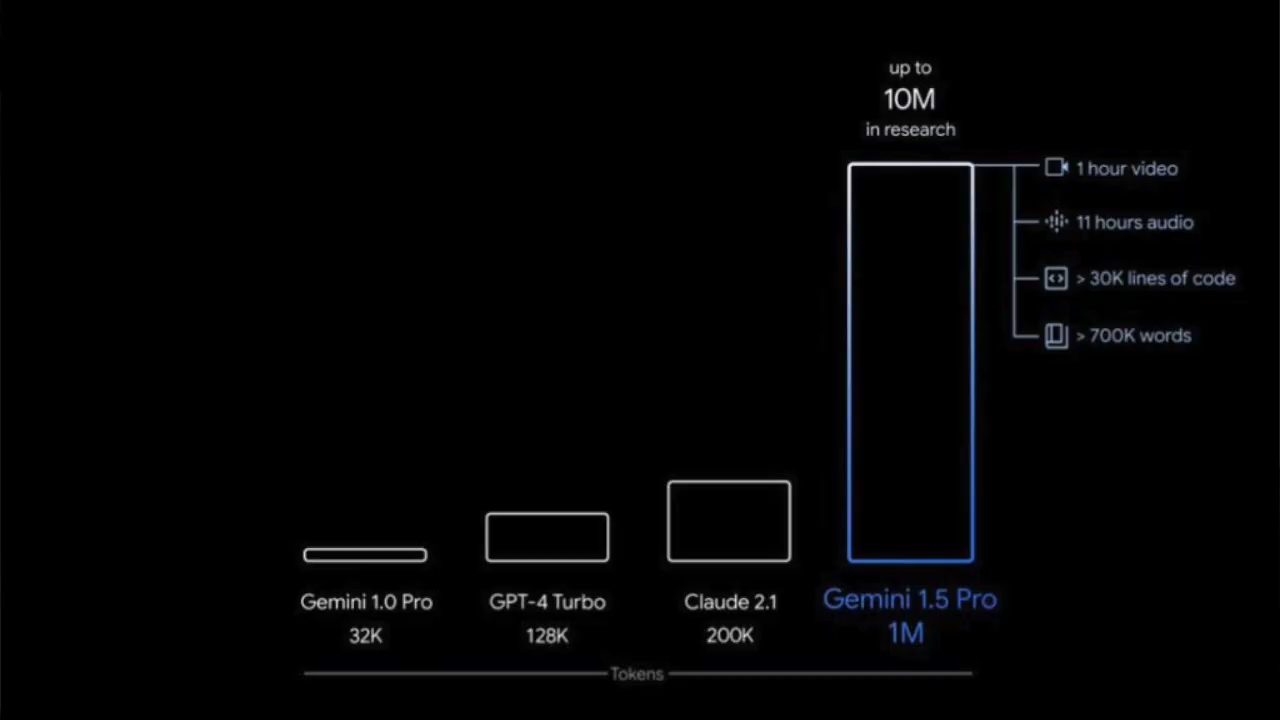 up to
10M
in research
1 hour video
11 hours audio
> 30K lines of code
> 700K words
Gemini 1.0 Pro
32K
GPT-4 Turbo
128K
Claude 2.1
200K
Gemini 1.5 Pro
1M
Tokens